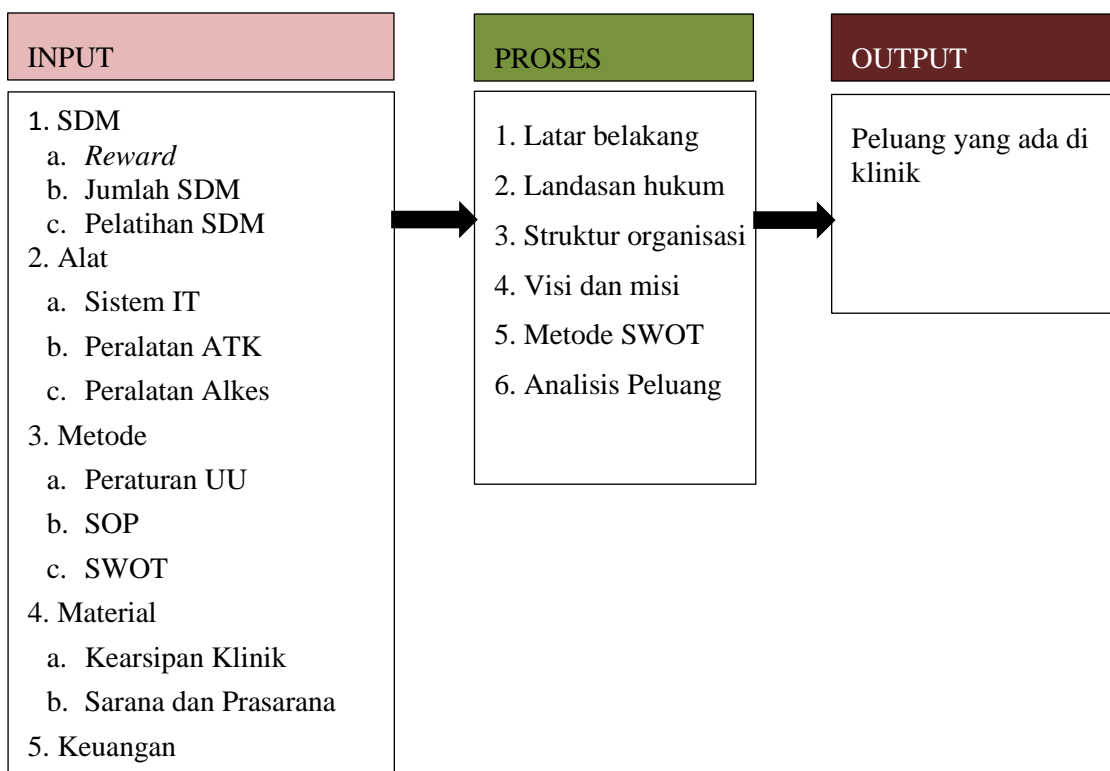 INPUT
1. SDM
a. Reward
b. Jumlah SDM
c. Pelatihan SDM
2. Alat
a. Sistem IT
b. Peralatan ATK
c. Peralatan Alkes
3. Metode
a. Peraturan UU
b. SOP
c. SWOT
4. Material
a. Kearsipan Klinik
b. Sarana dan Prasarana
5. Keuangan
PROSES
1. Latar belakang
2. Landasan hukum
3. Struktur organisasi
4. Visi dan misi
5. Metode SWOT
6. Analisis Peluang
OUTPUT
Peluang yang ada di
klinik